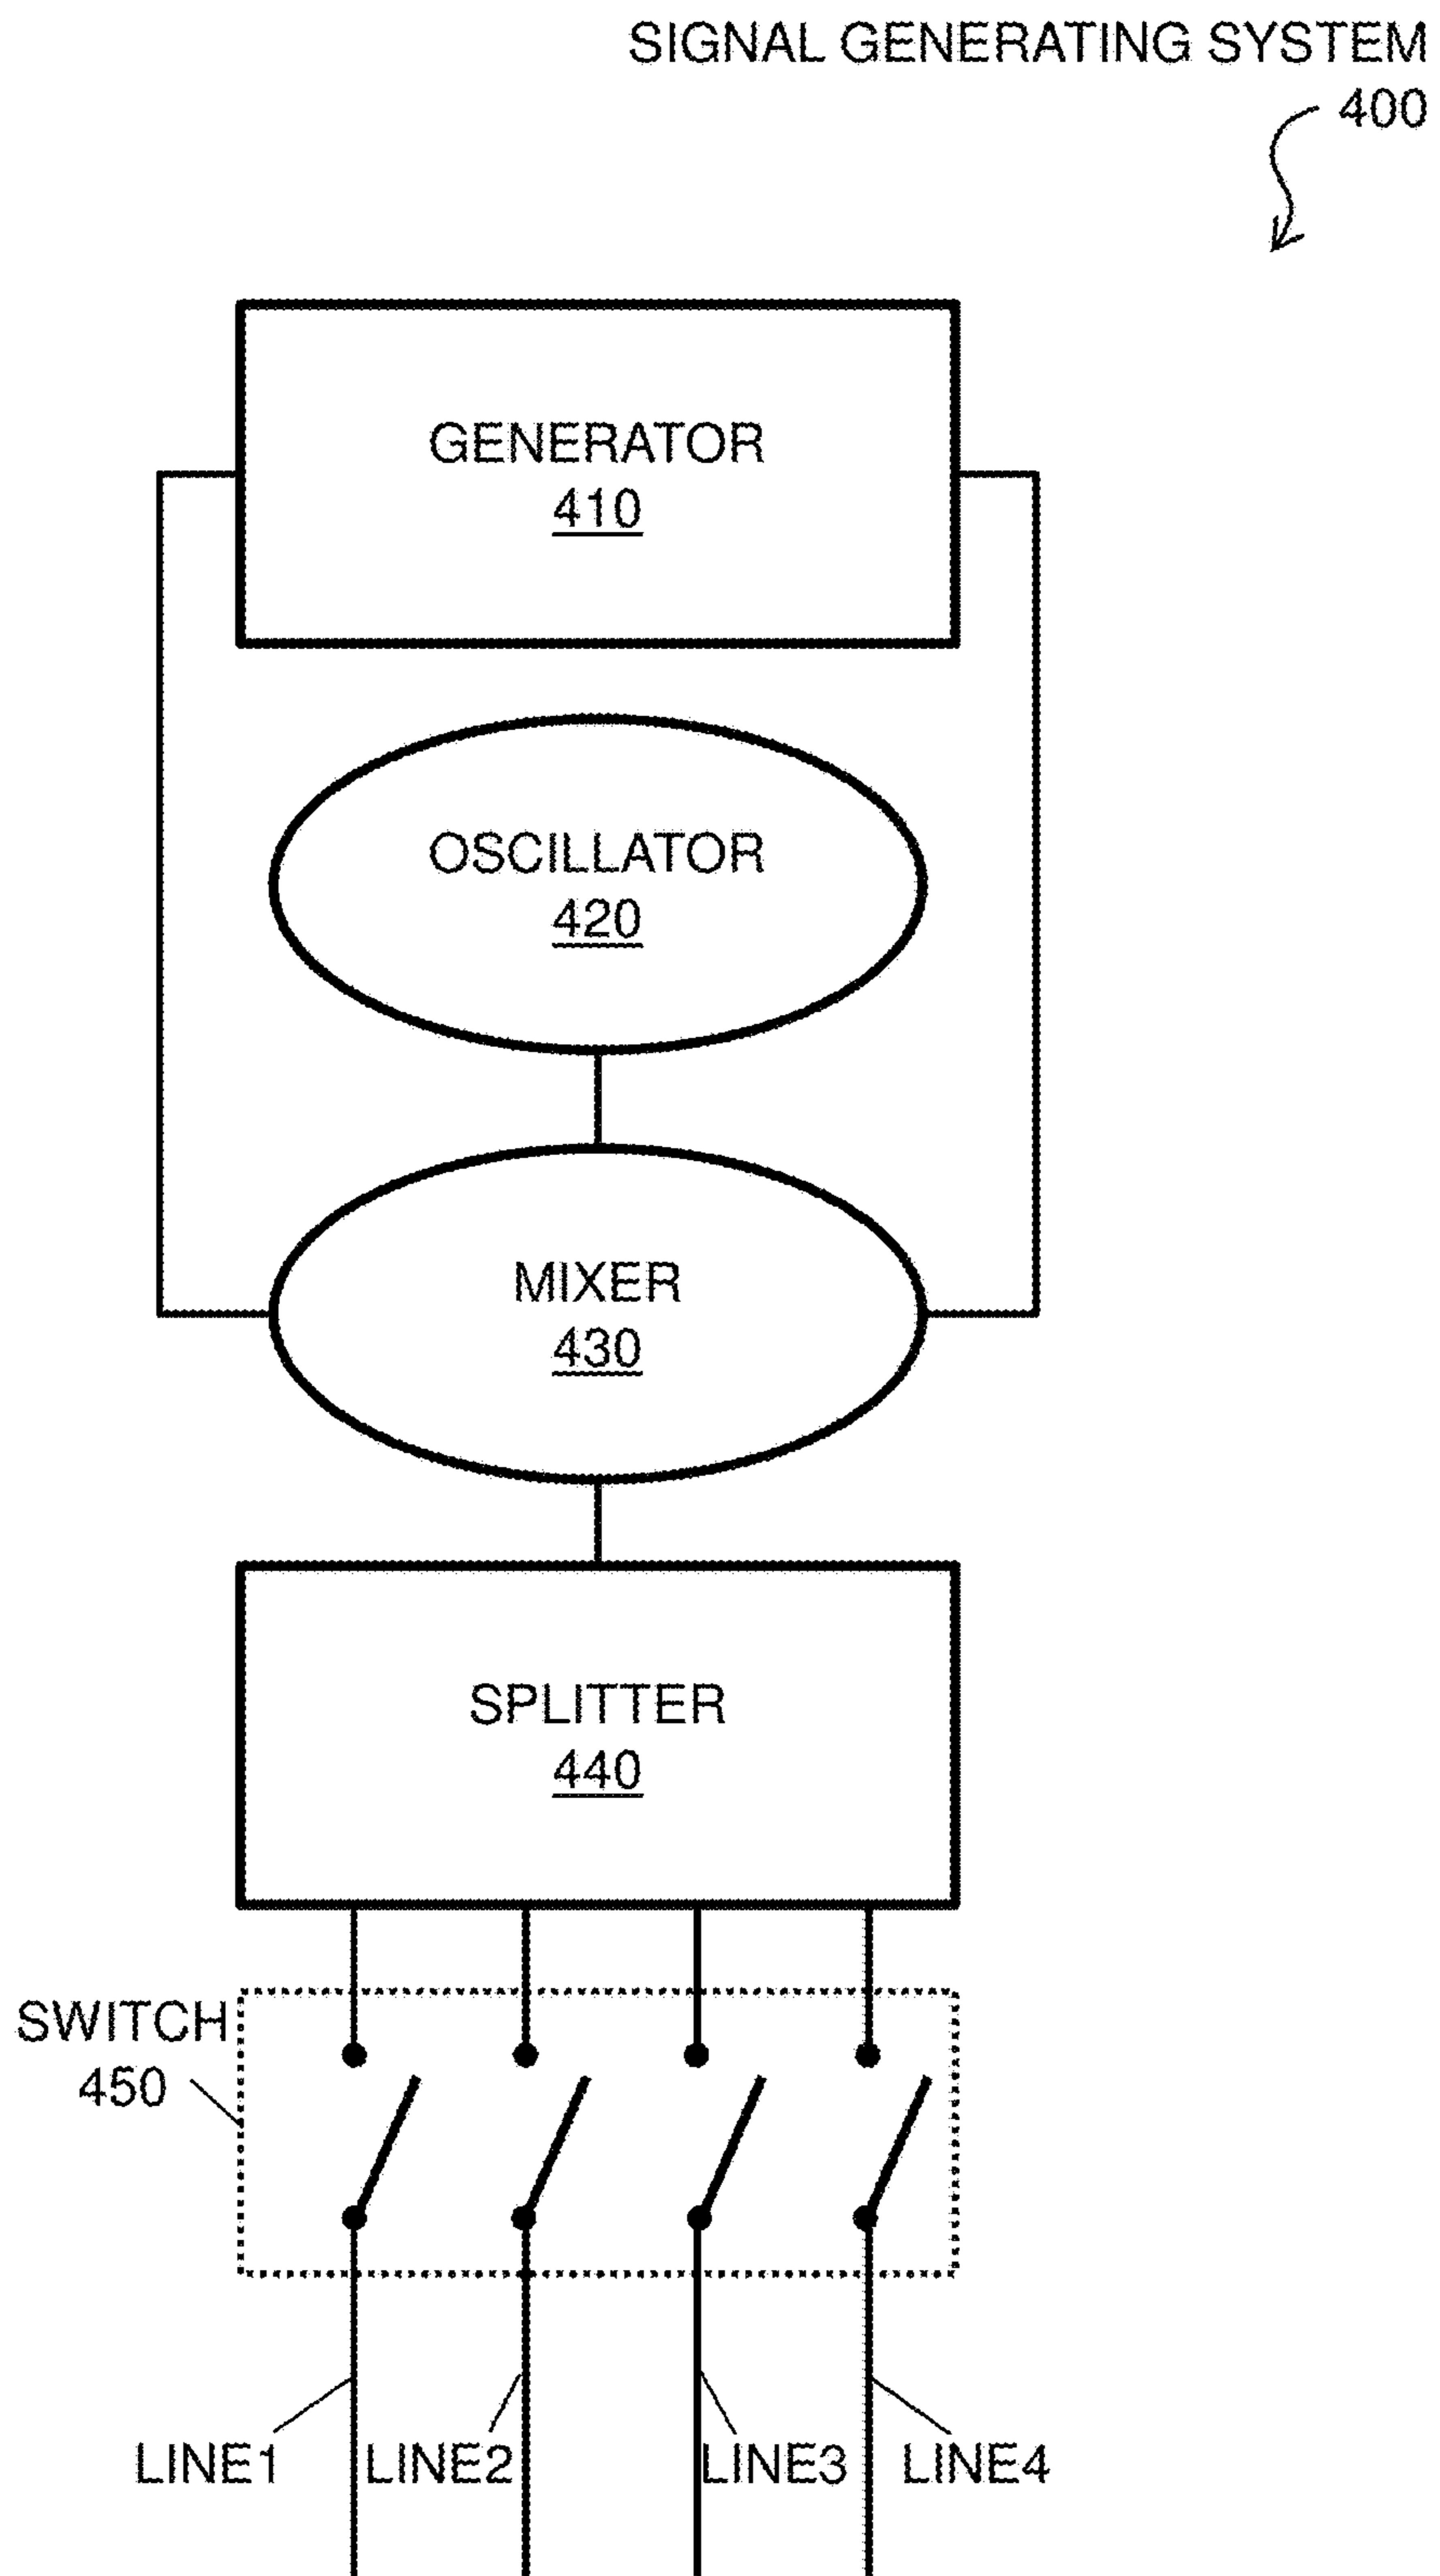 SIGNAL GENERATING SYSTEM
400
GENERATOR
410
OSCILLATOR
420
MIXER
430
SPLITTER
440
SWITCH
450
LINE1
LINE2
LINE3
LINE4